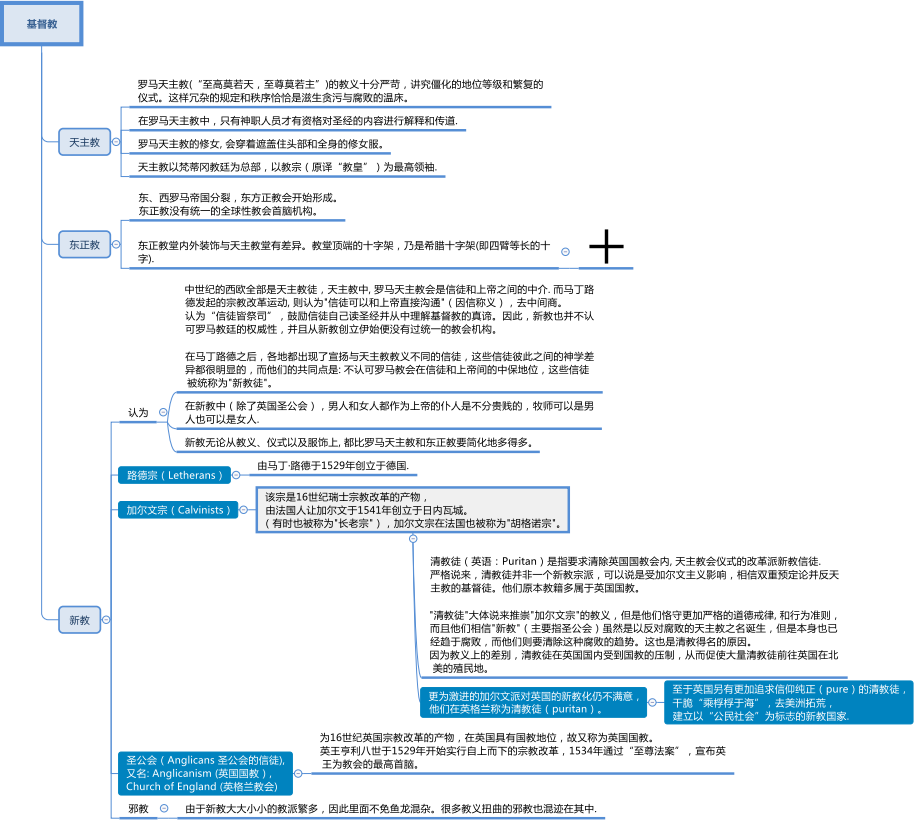 基督教
罗马天主教(“至高莫若天，至尊莫若主”)的教义十分严苛，讲究僵化的地位等级和繁复的
仪式。这样冗杂的规定和秩序恰恰是滋生贪污与腐败的温床。
在罗马天主教中，只有神职人员才有资格对圣经的内容进行解释和传道.
天主教
罗马天主教的修女, 会穿着遮盖住头部和全身的修女服。
天主教以梵蒂冈教廷为总部，以教宗（原译“教皇”）为最高领袖.
东、西罗马帝国分裂，东方正教会开始形成。
东正教没有统一的全球性教会首脑机构。
东正教
东正教堂内外装饰与天主教堂有差异。教堂顶端的十字架，乃是希腊十字架(即四臂等长的十
字).
中世纪的西欧全部是天主教徒，天主教中, 罗马天主教会是信徒和上帝之间的中介. 而马丁路
德发起的宗教改革运动, 则认为"信徒可以和上帝直接沟通"（因信称义），去中间商。
认为“信徒皆祭司”，鼓励信徒自己读圣经并从中理解基督教的真谛。因此，新教也并不认
可罗马教廷的权威性，并且从新教创立伊始便没有过统一的教会机构。
在马丁路德之后，各地都出现了宣扬与天主教教义不同的信徒，这些信徒彼此之间的神学差
异都很明显的，而他们的共同点是: 不认可罗马教会在信徒和上帝间的中保地位，这些信徒
被统称为"新教徒"。
认为
在新教中（除了英国圣公会），男人和女人都作为上帝的仆人是不分贵贱的，牧师可以是男
人也可以是女人.
新教无论从教义、仪式以及服饰上, 都比罗马天主教和东正教要简化地多得多。
路德宗（Letherans）
由马丁·路德于1529年创立于德国.
加尔文宗（Calvinists）
该宗是16世纪瑞士宗教改革的产物，
由法国人让加尔文于1541年创立于日内瓦城。
（有时也被称为"长老宗"），加尔文宗在法国也被称为"胡格诺宗"。
清教徒（英语：Puritan）是指要求清除英国国教会内, 天主教会仪式的改革派新教信徒.
严格说来，清教徒并非一个新教宗派，可以说是受加尔文主义影响，相信双重预定论并反天
主教的基督徒。他们原本教籍多属于英国国教。
新教
"清教徒"大体说来推崇"加尔文宗"的教义，但是他们恪守更加严格的道德戒律, 和行为准则，
而且他们相信"新教"（主要指圣公会）虽然是以反对腐败的天主教之名诞生，但是本身也已
经趋于腐败，而他们则要清除这种腐败的趋势。这也是清教得名的原因。
因为教义上的差别，清教徒在英国国内受到国教的压制，从而促使大量清教徒前往英国在北
美的殖民地。
更为激进的加尔文派对英国的新教化仍不满意，
他们在英格兰称为清教徒（puritan）。
至于英国另有更加追求信仰纯正（pure）的清教徒，
干脆“乘桴桴于海”，去美洲拓荒，
建立以“公民社会”为标志的新教国家.
圣公会（Anglicans 圣公会的信徒),
又名: Anglicanism (英国国教），
Church of England (英格兰教会)
为16世纪英国宗教改革的产物，在英国具有国教地位，故又称为英国国教。
英王亨利八世于1529年开始实行自上而下的宗教改革，1534年通过“至尊法案”，宣布英
王为教会的最高首脑。
邪教
由于新教大大小小的教派繁多，因此里面不免鱼龙混杂。很多教义扭曲的邪教也混迹在其中.